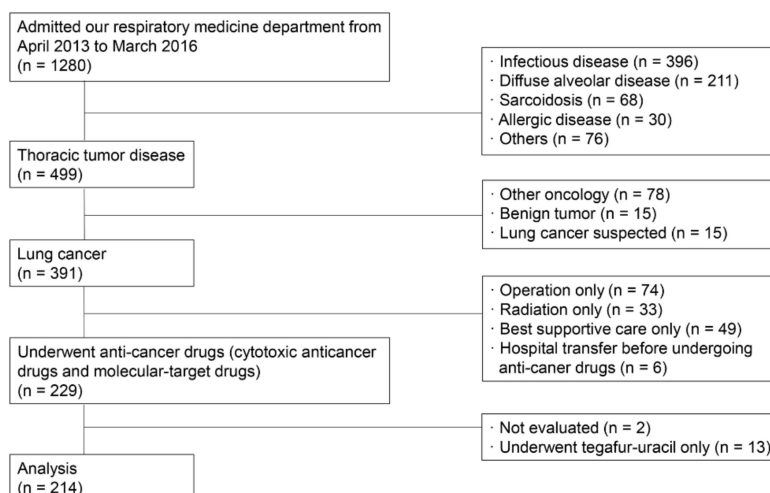 Admitted our respiratory medicine department from
April 2013 to March 2016
(n = 1280)
· Infectious disease (n = 396)
· Diffuse alveolar disease (n = 211)
· Sarcoidosis (n = 68)
· Allergic disease (n = 30)
· Others (n = 76)
Thoracic tumor disease
(n = 499)
· Other oncology (n = 78)
· Benign tumor (n = 15)
· Lung cancer suspected (n = 15)
Lung cancer
(n = 391)
· Operation only (n = 74)
· Radiation only (n = 33)
· Best supportive care only (n = 49)
· Hospital transfer before undergoing
anti-caner drugs (n = 6)
Underwent anti-cancer drugs (cytotoxic anticancer
drugs and molecular-target drugs)
(n = 229)
· Not evaluated (n = 2)
· Underwent tegafur-uracil only (n = 13)
Analysis
(n = 214)